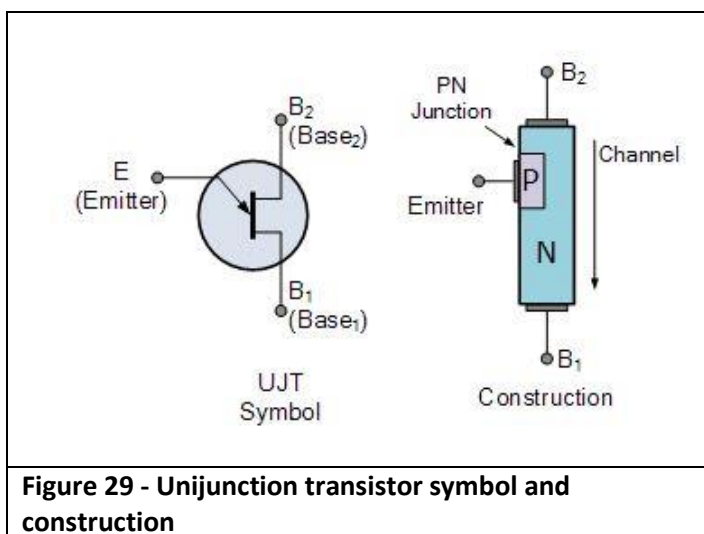 B₂
(Base₂)
E
(Emitter)
B₁
(Base₁)
UJT
Symbol
PN
Junction
B₂
Channel
P
Emitter
N
B₁
Construction
Figure 29 - Unijunction transistor symbol and
construction